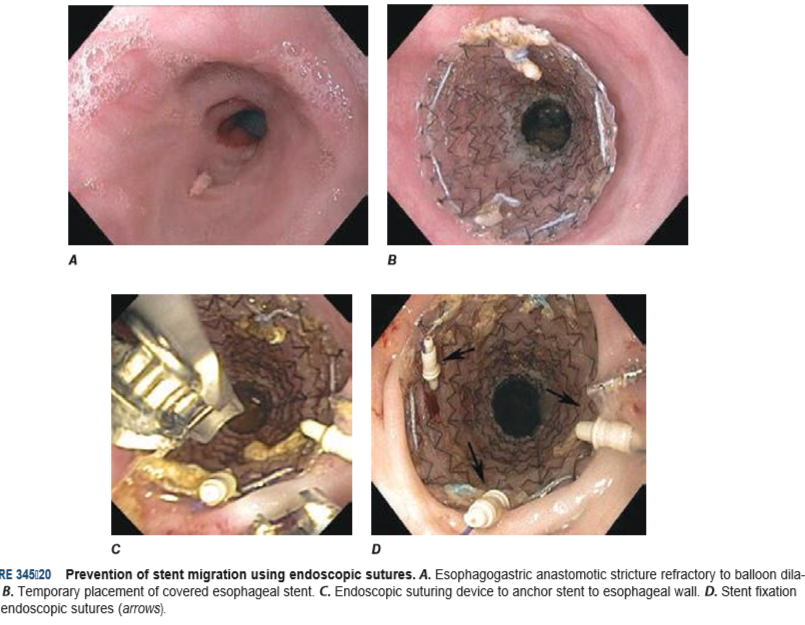 A
B
C
D
RE 345▯20 Prevention of stent migration using endoscopic sutures. A. Esophagogastric anastomotic stricture refractory to balloon dila-
B. Temporary placement of covered esophageal stent. C. Endoscopic suturing device to anchor stent to esophageal wall. D. Stent fixation
endoscopic sutures (arrows).